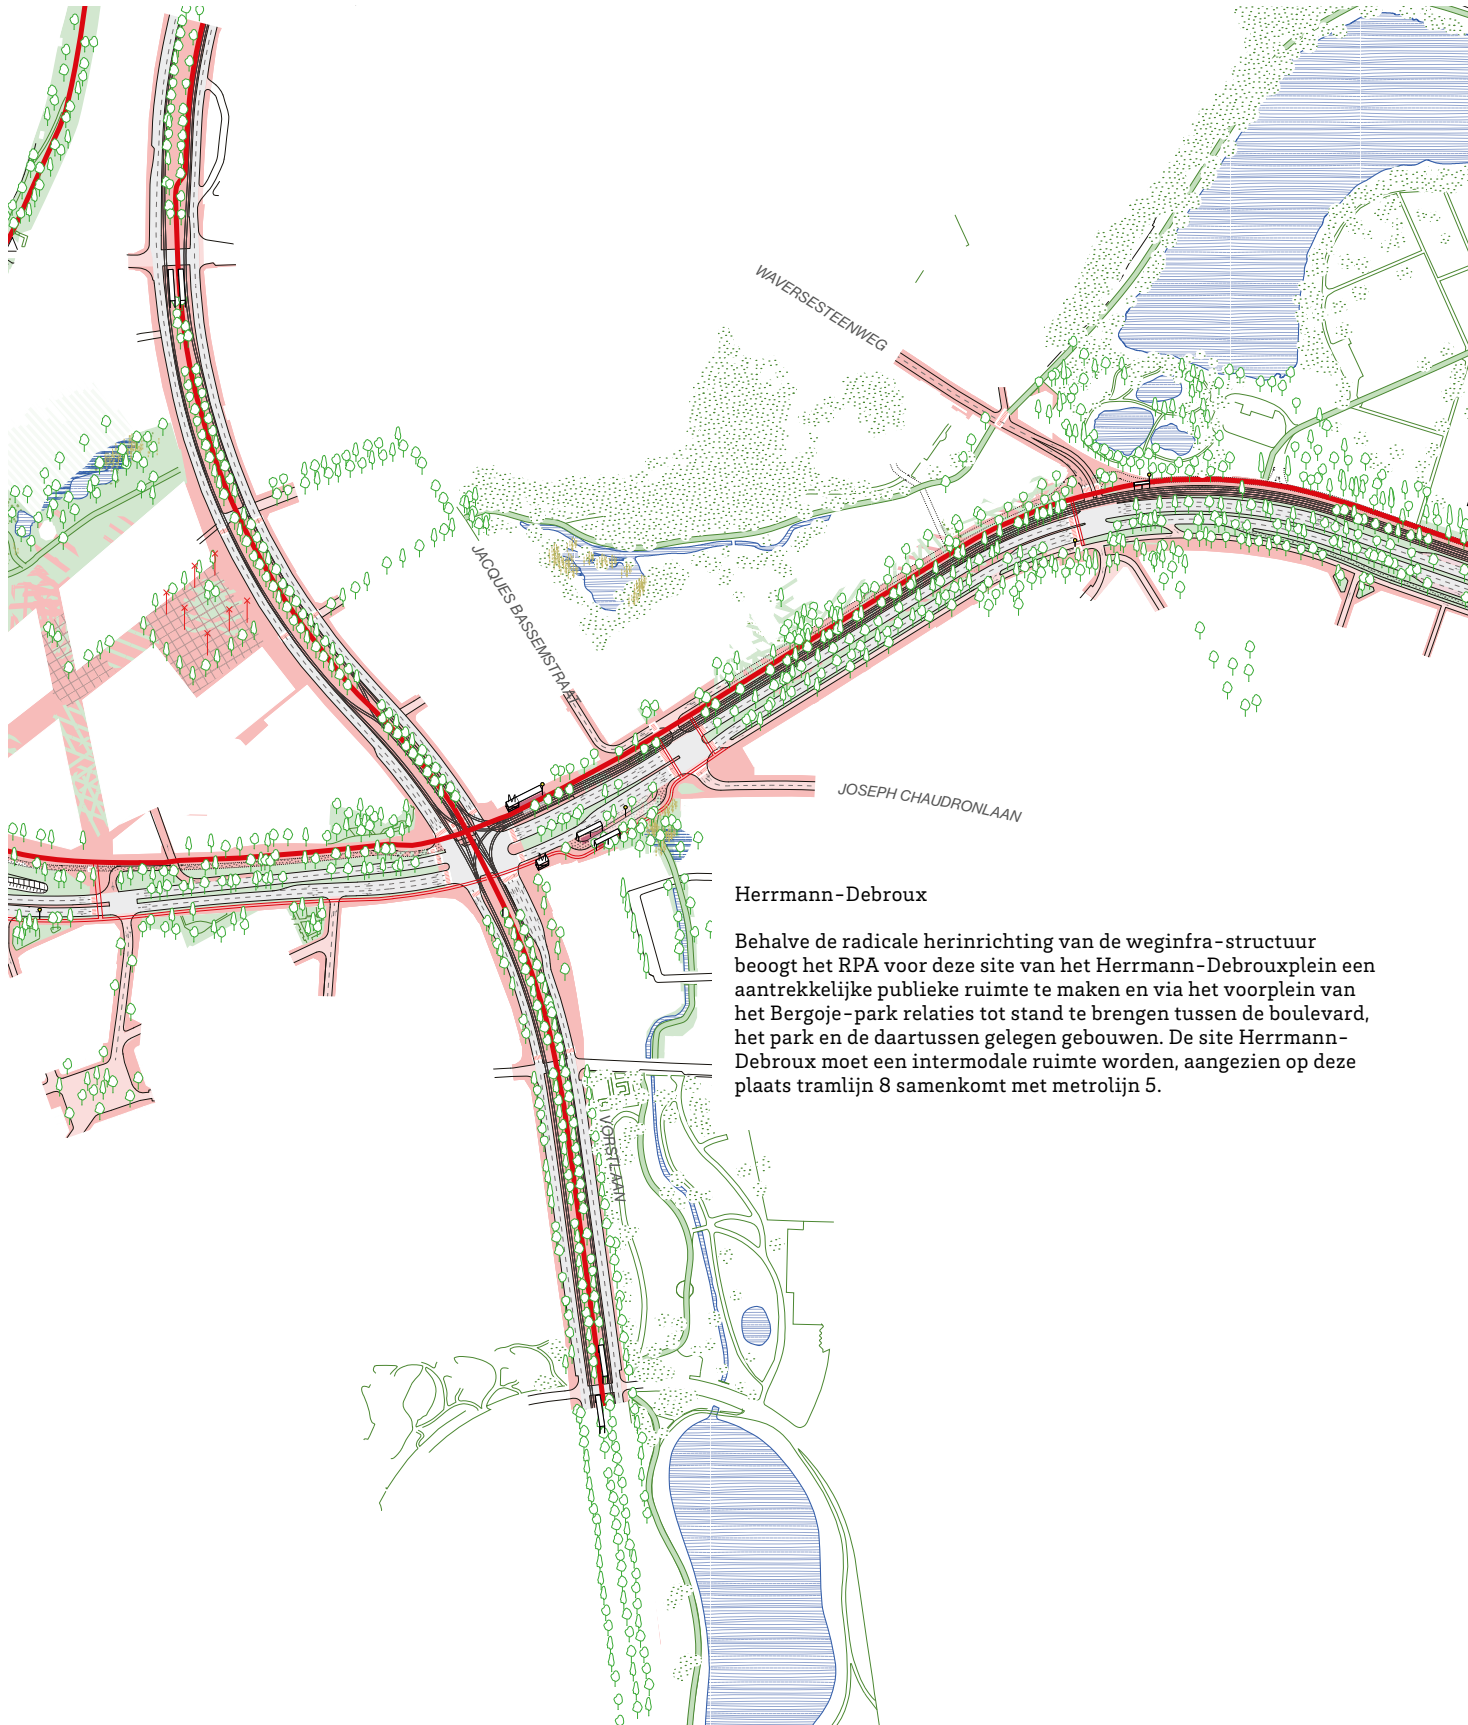 WAVERSESTEENWEG
JACQUES BASSEMSTRAAT
JOSEPH CHAUDRONLAAN
Herrmann-Debroux
Behalve de radicale herinrichting van de weginfra-structuur
beoogt het RPA voor deze site van het Herrmann-Debrouxplein een
aantrekkelijke publieke ruimte te maken en via het voorplein van
het Bergoje-park relaties tot stand te brengen tussen de boulevard,
het park en de daartussen gelegen gebouwen. De site Herrmann-
Debroux moet een intermodale ruimte worden, aangezien op deze
plaats tramlijn 8 samenkomt met metrolijn 5.
VORSTLAAN